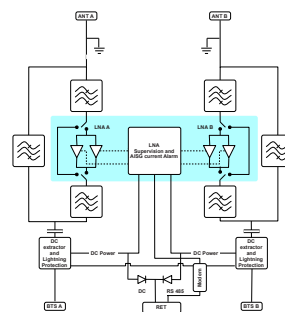 ANT A
ANT B
LNA A
LNA
Supervision and
AISG current Alarm
LNA B
DC
extractor
and
Lightning
Protection
DC Power
DC Power
DC
extractor
and
Lightning
Protection
Modem
DC
RS 485
BTS A
RET
BTS B